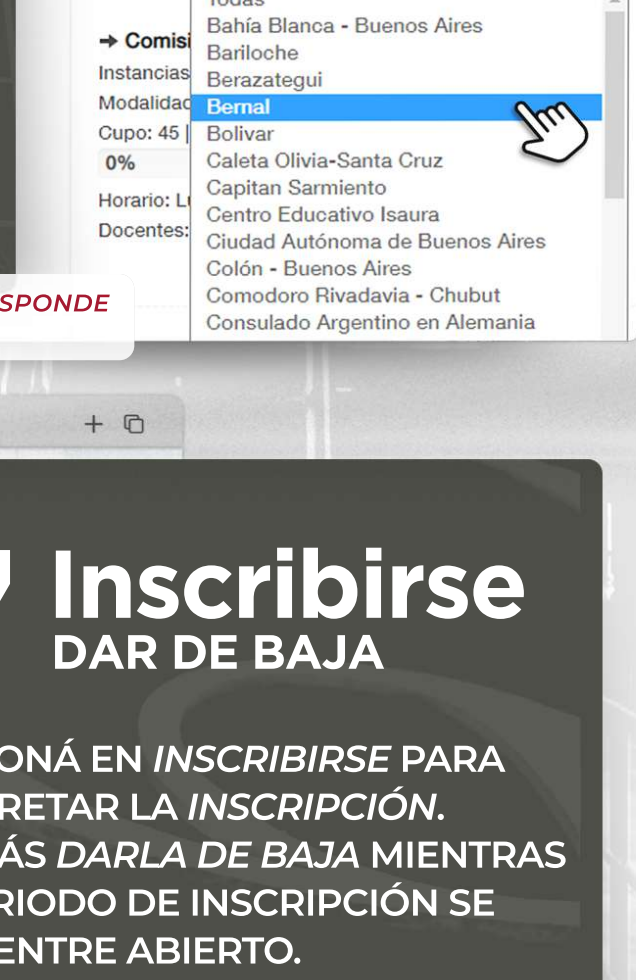 Todas
Bahía Blanca - Buenos Aires
→ Comisi
Bariloche
Instancias
Berazategui
Modalidad
Bernal
Cupo: 45 |
Bolivar
0%
Caleta Olivia-Santa Cruz
Capitan Sarmiento
Horario: Lu
Centro Educativo Isaura
Docentes:
Ciudad Autónoma de Buenos Aires
Colón - Buenos Aires
SPONDE
Comodoro Rivadavia - Chubut
Consulado Argentino en Alemania
7 Inscribirse
DAR DE BAJA
ONÁ EN INSCRIBIRSE PARA
RETAR LA INSCRIPCIÓN.
ÁS DARLA DE BAJA MIENTRAS
RIODO DE INSCRIPCIÓN SE
ENTRE ABIERTO.